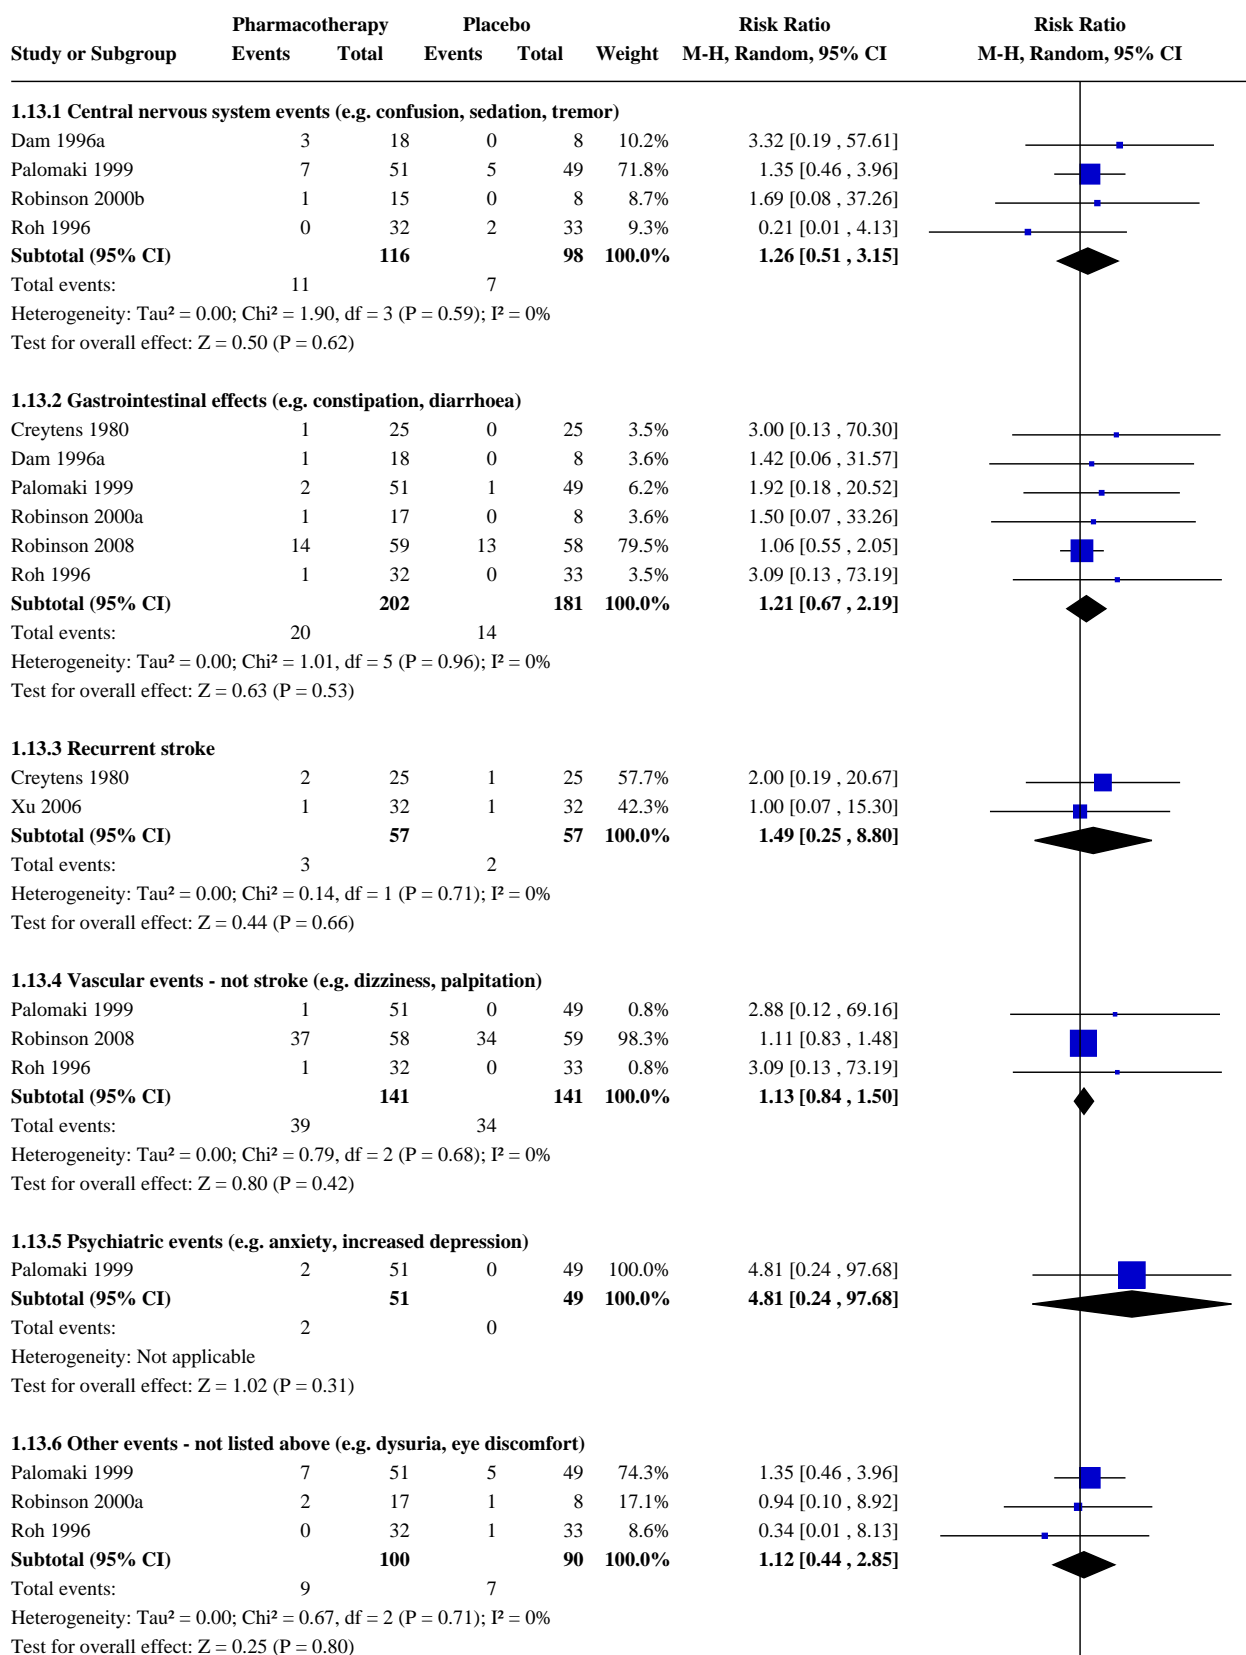 Pharmacotherapy Placebo Risk Ratio Risk Ratio
Study or Subgroup Events Total Events Total Weight M-H, Random, 95% CI M-H, Random, 95% CI
1.13.1 Central nervous system events (e.g. confusion, sedation, tremor)
Dam 1996a 3 18 0 8 10.2% 3.32 [0.19 , 57.61]
Palomaki 1999 7 51 5 49 71.8% 1.35 [0.46 , 3.96]
Robinson 2000b 1 15 0 8 8.7% 1.69 [0.08 , 37.26]
Roh 1996 0 32 2 33 9.3% 0.21 [0.01 , 4.13]
Subtotal (95% CI) 116 98 100.0% 1.26 [0.51 , 3.15]
Total events: 11 7
Heterogeneity: Tau² = 0.00; Chi² = 1.90, df = 3 (P = 0.59); I² = 0%
Test for overall effect: Z = 0.50 (P = 0.62)
1.13.2 Gastrointestinal effects (e.g. constipation, diarrhoea)
Creytens 1980 1 25 0 25 3.5% 3.00 [0.13 , 70.30]
Dam 1996a 1 18 0 8 3.6% 1.42 [0.06 , 31.57]
Palomaki 1999 2 51 1 49 6.2% 1.92 [0.18 , 20.52]
Robinson 2000a 1 17 0 8 3.6% 1.50 [0.07 , 33.26]
Robinson 2008 14 59 13 58 79.5% 1.06 [0.55 , 2.05]
Roh 1996 1 32 0 33 3.5% 3.09 [0.13 , 73.19]
Subtotal (95% CI) 202 181 100.0% 1.21 [0.67 , 2.19]
Total events: 20 14
Heterogeneity: Tau² = 0.00; Chi² = 1.01, df = 5 (P = 0.96); I² = 0%
Test for overall effect: Z = 0.63 (P = 0.53)
1.13.3 Recurrent stroke
Creytens 1980 2 25 1 25 57.7% 2.00 [0.19 , 20.67]
Xu 2006 1 32 1 32 42.3% 1.00 [0.07 , 15.30]
Subtotal (95% CI) 57 57 100.0% 1.49 [0.25 , 8.80]
Total events: 3 2
Heterogeneity: Tau² = 0.00; Chi² = 0.14, df = 1 (P = 0.71); I² = 0%
Test for overall effect: Z = 0.44 (P = 0.66)
1.13.4 Vascular events - not stroke (e.g. dizziness, palpitation)
Palomaki 1999 1 51 0 49 0.8% 2.88 [0.12 , 69.16]
Robinson 2008 37 58 34 59 98.3% 1.11 [0.83 , 1.48]
Roh 1996 1 32 0 33 0.8% 3.09 [0.13 , 73.19]
Subtotal (95% CI) 141 141 100.0% 1.13 [0.84 , 1.50]
Total events: 39 34
Heterogeneity: Tau² = 0.00; Chi² = 0.79, df = 2 (P = 0.68); I² = 0%
Test for overall effect: Z = 0.80 (P = 0.42)
1.13.5 Psychiatric events (e.g. anxiety, increased depression)
Palomaki 1999 2 51 0 49 100.0% 4.81 [0.24 , 97.68]
Subtotal (95% CI) 51 49 100.0% 4.81 [0.24 , 97.68]
Total events: 2 0
Heterogeneity: Not applicable
Test for overall effect: Z = 1.02 (P = 0.31)
1.13.6 Other events - not listed above (e.g. dysuria, eye discomfort)
Palomaki 1999 7 51 5 49 74.3% 1.35 [0.46 , 3.96]
Robinson 2000a 2 17 1 8 17.1% 0.94 [0.10 , 8.92]
Roh 1996 0 32 1 33 8.6% 0.34 [0.01 , 8.13]
Subtotal (95% CI) 100 90 100.0% 1.12 [0.44 , 2.85]
Total events: 9 7
Heterogeneity: Tau² = 0.00; Chi² = 0.67, df = 2 (P = 0.71); I² = 0%
Test for overall effect: Z = 0.25 (P = 0.80)